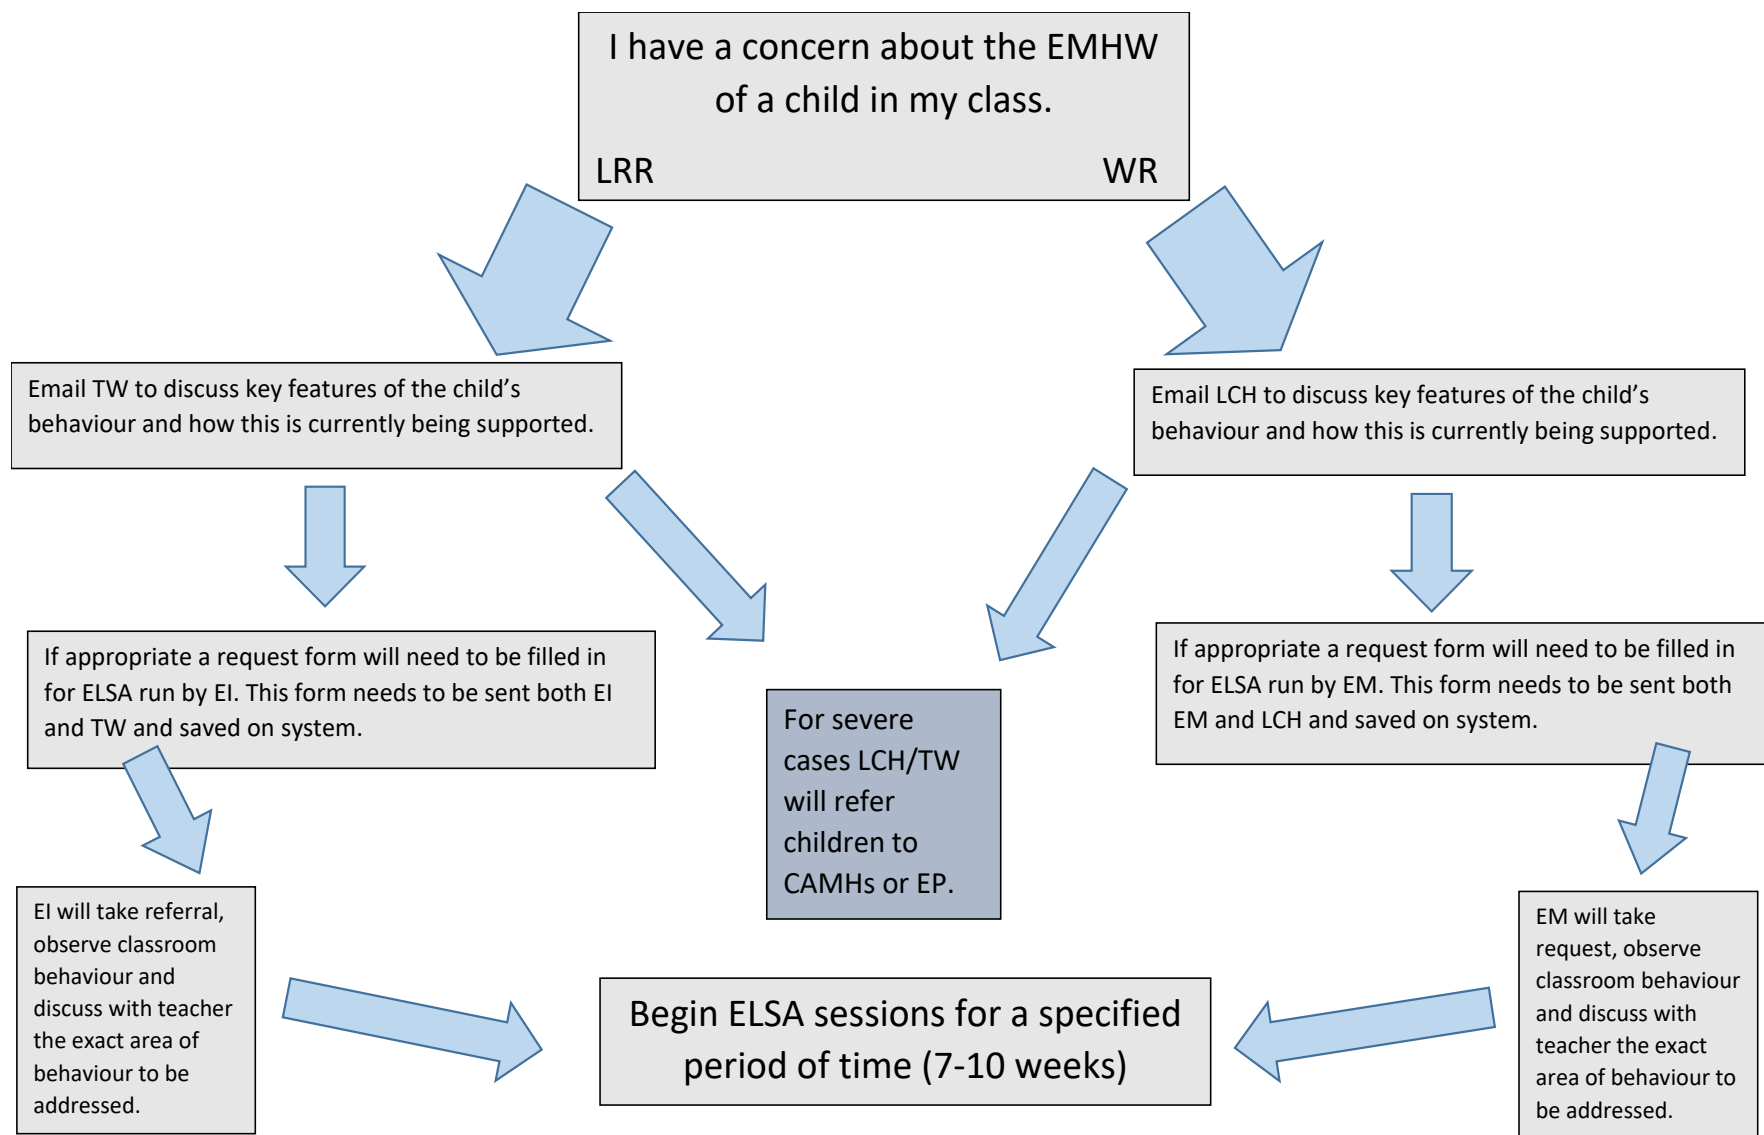 I have a concern about the EMHW
of a child in my class.
LRR WR
Email TW to discuss key features of the child’s
behaviour and how this is currently being supported.
Email LCH to discuss key features of the child’s
behaviour and how this is currently being supported.
If appropriate a request form will need to be filled in
for ELSA run by EI. This form needs to be sent both EI
and TW and saved on system.
If appropriate a request form will need to be filled in
for ELSA run by EM. This form needs to be sent both
EM and LCH and saved on system.
For severe
cases LCH/TW
will refer
children to
CAMHs or EP.
EI will take referral,
observe classroom
behaviour and
discuss with teacher
the exact area of
behaviour to be
addressed.
EM will take
request, observe
classroom behaviour
and discuss with
teacher the exact
area of behaviour to
be addressed.
Begin ELSA sessions for a specified
period of time (7-10 weeks)